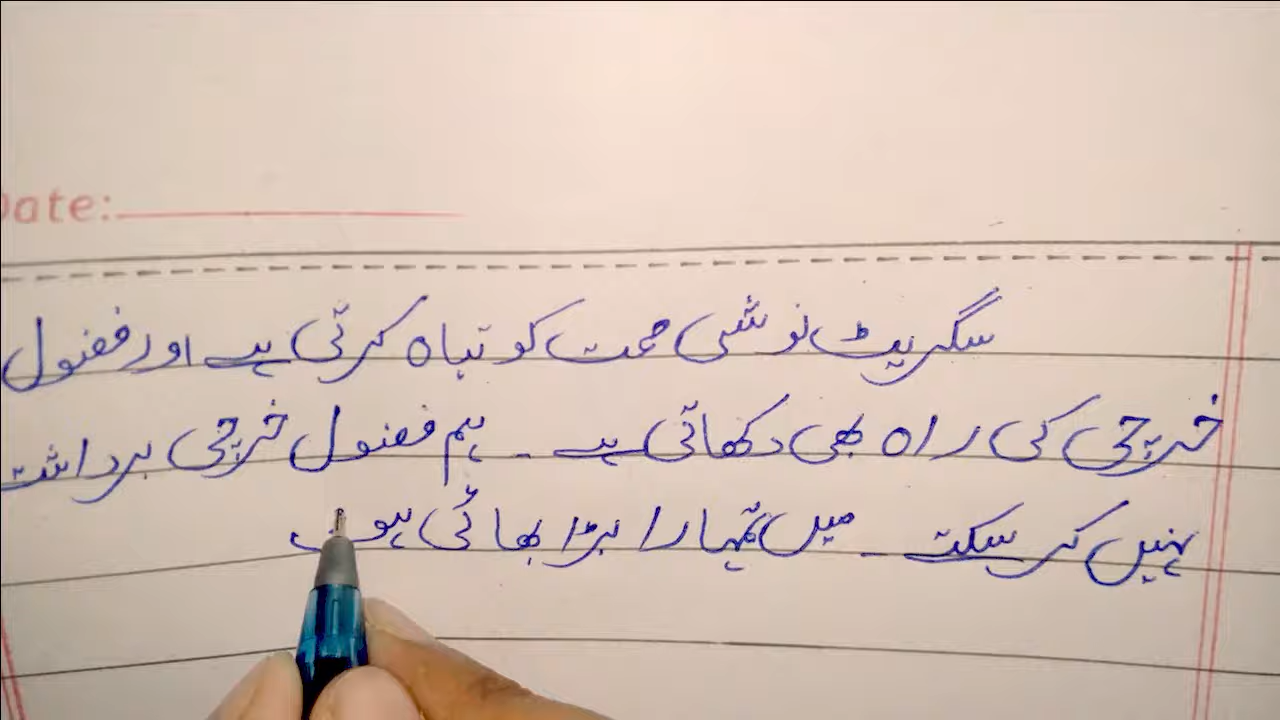 Date:
سگریٹ نوشی صحت کو تباہ کرتی ہے اور فضول
خرچی کی راہ بھی دکھاتی ہے ۔ ہم فضول خرچی برداشت
نہیں کر سکتے ۔ میں تمہارا بڑا بھائی ہوں